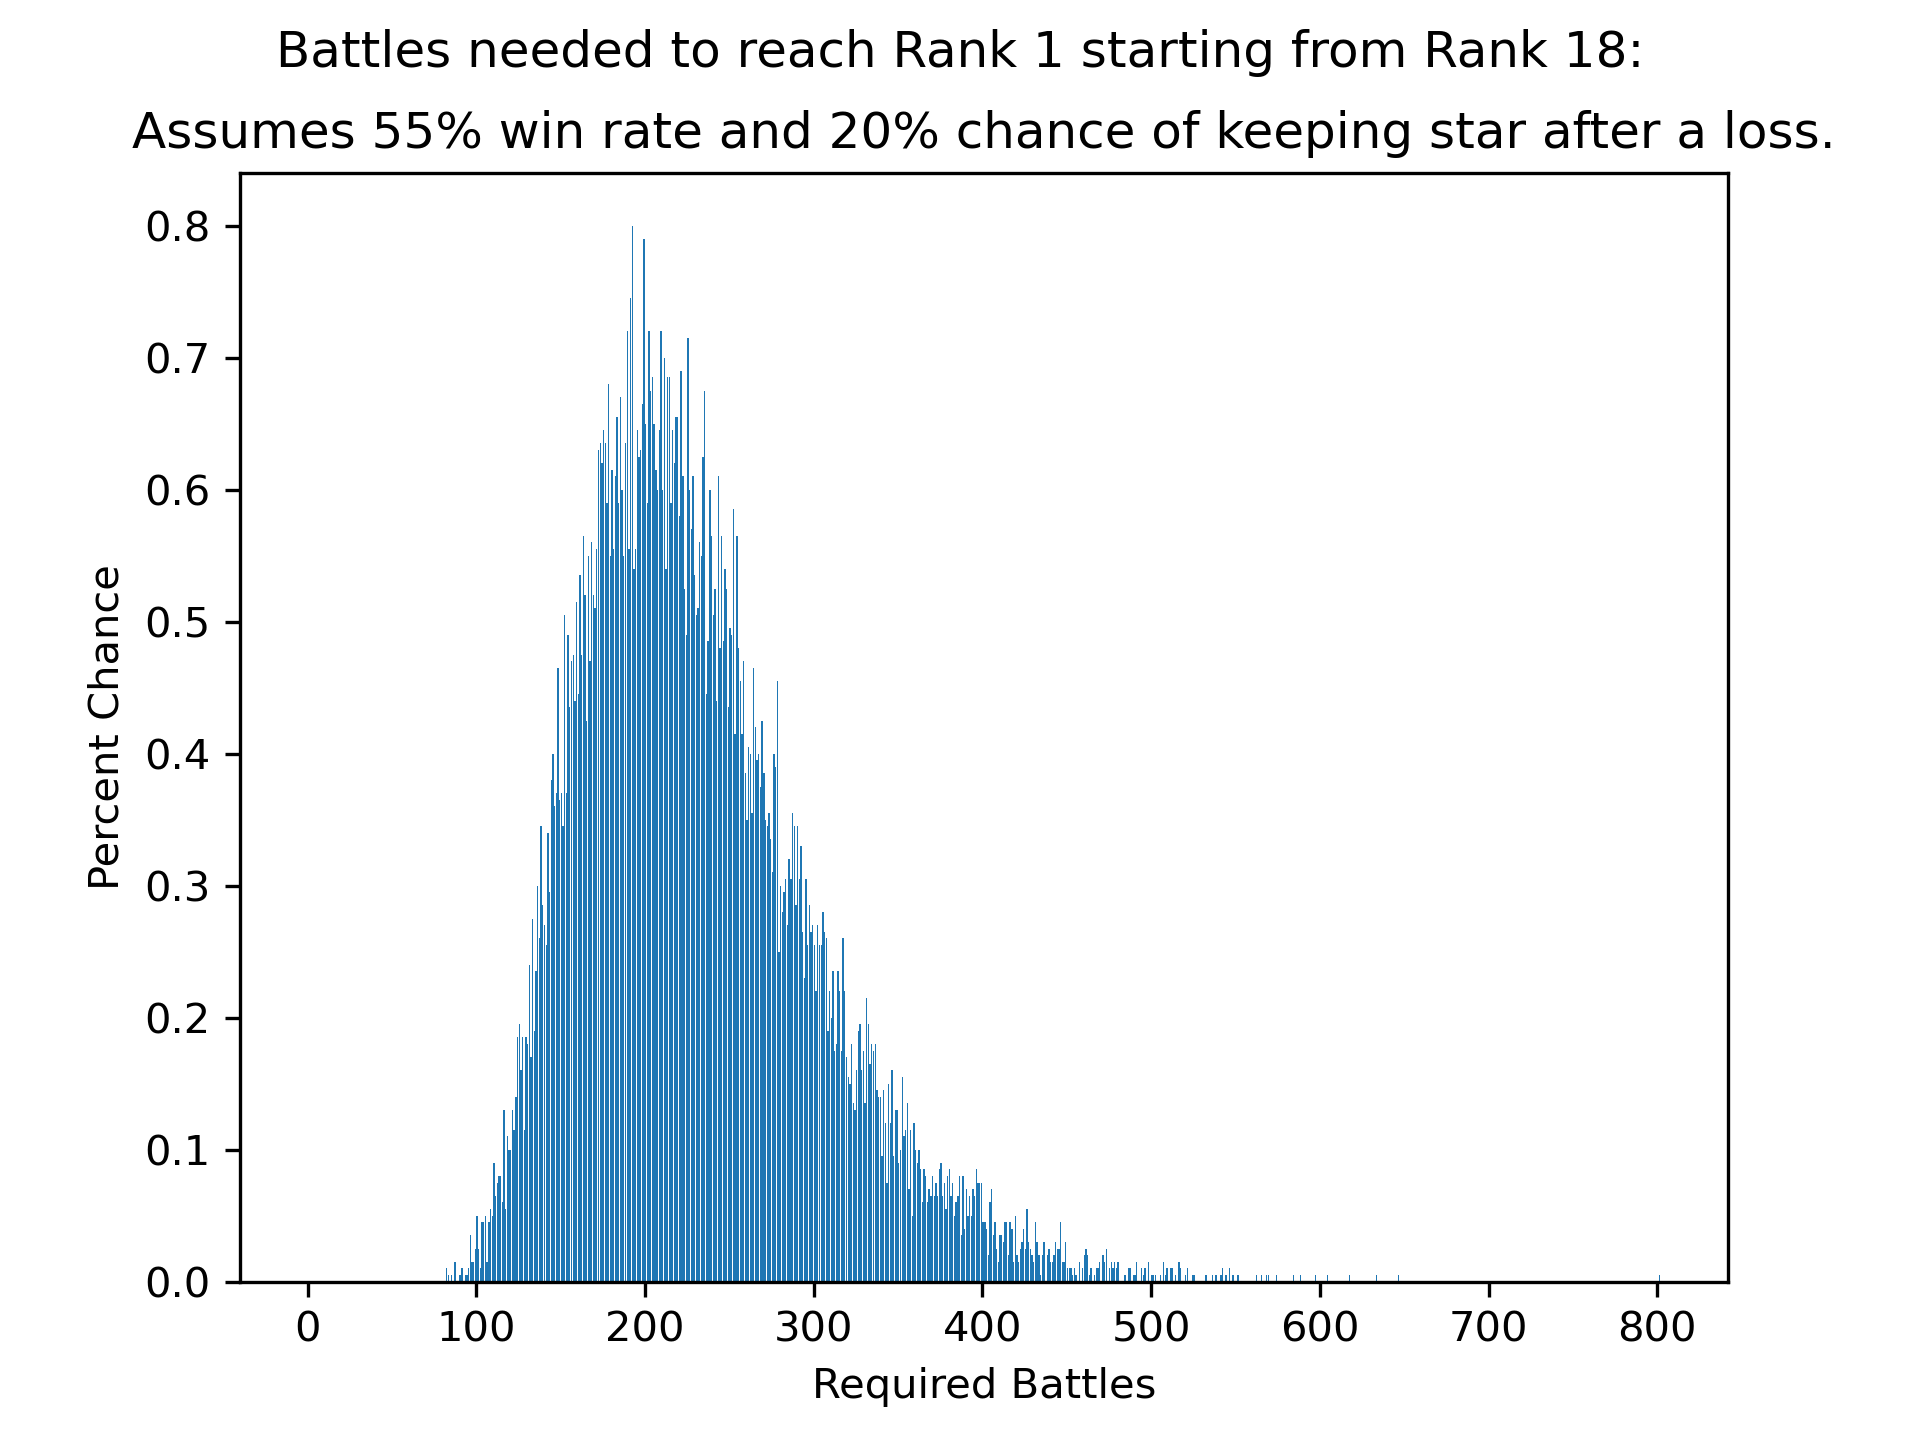 Battles needed to reach Rank 1 starting from Rank 18:
Assumes 55% win rate and 20% chance of keeping star after a loss.
0.8
0.7
0.6
0.5
0.4
0.3
0.2
0.1
0.0
Percent Chance
0 100 200 300 400 500 600 700 800
Required Battles